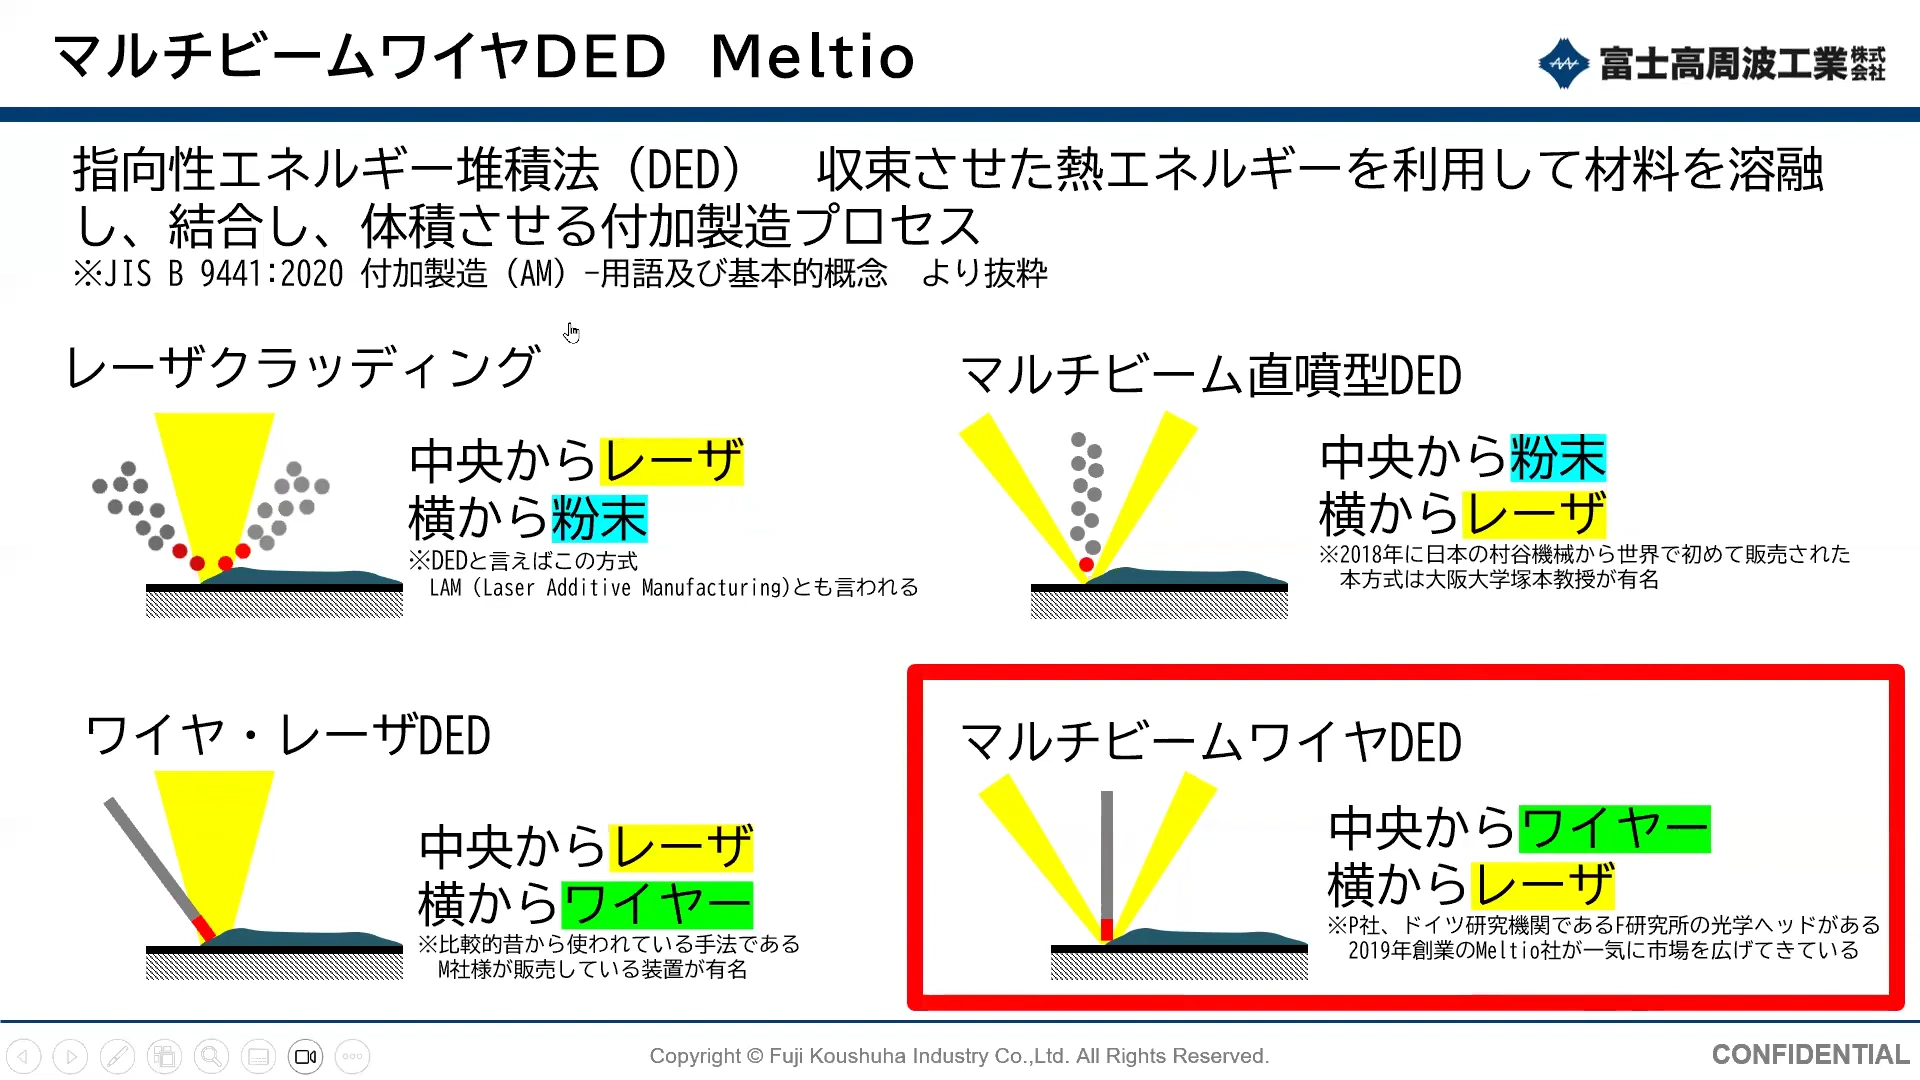 マルチビームワイヤDED　Meltio
富士高周波工業株式会社
指向性エネルギー堆積法（DED）　収束させた熱エネルギーを利用して材料を溶融
し、結合し、体積させる付加製造プロセス
※JIS B 9441:2020 付加製造（AM）-用語及び基本的概念　より抜粋
レーザクラッディング
中央からレーザ
横から粉末
※DEDと言えばこの方式
LAM (Laser Additive Manufacturing)とも言われる
マルチビーム直噴型DED
中央から粉末
横からレーザ
※2018年に日本の村谷機械から世界で初めて販売された
本方式は大阪大学塚本教授が有名
ワイヤ・レーザDED
中央からレーザ
横からワイヤー
※比較的昔から使われている手法である
M社様が販売している装置が有名
マルチビームワイヤDED
中央からワイヤー
横からレーザ
※P社、ドイツ研究機関であるF研究所の光学ヘッドがある
2019年創業のMeltio社が一気に市場を広げてきている
Copyright © Fuji Koushuha Industry Co.,Ltd. All Rights Reserved.
CONFIDENTIAL